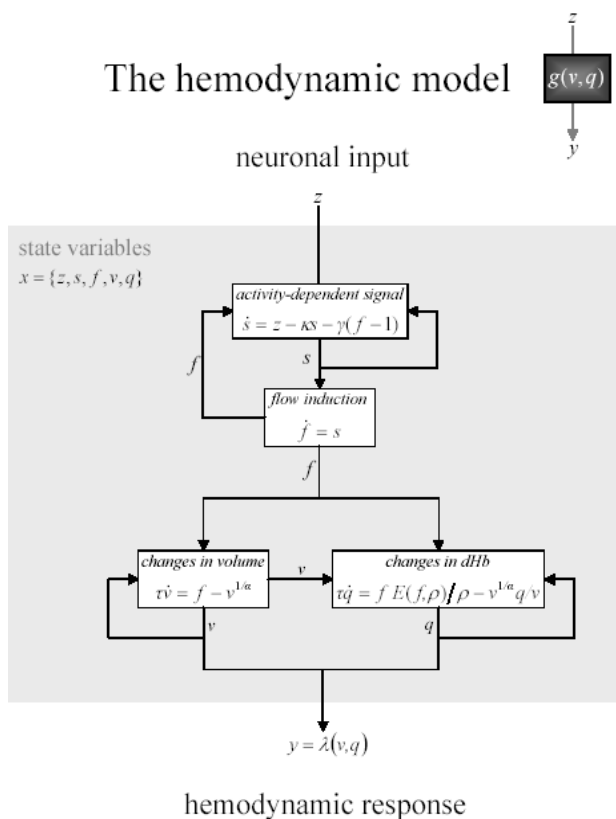 z
The hemodynamic model
g(v,q)
y
neuronal input
z
state variables
x = {z, s, f, v, q}
activity-dependent signal
ṡ = z − κs − γ(f − 1)
f
s
flow induction
ḟ = s
f
changes in volume
τv̇ = f − v^{1/α}
v
changes in dHb
τq̇ = f E(f,ρ)/ρ − v^{1/α} q/v
v
q
y = λ(v,q)
hemodynamic response